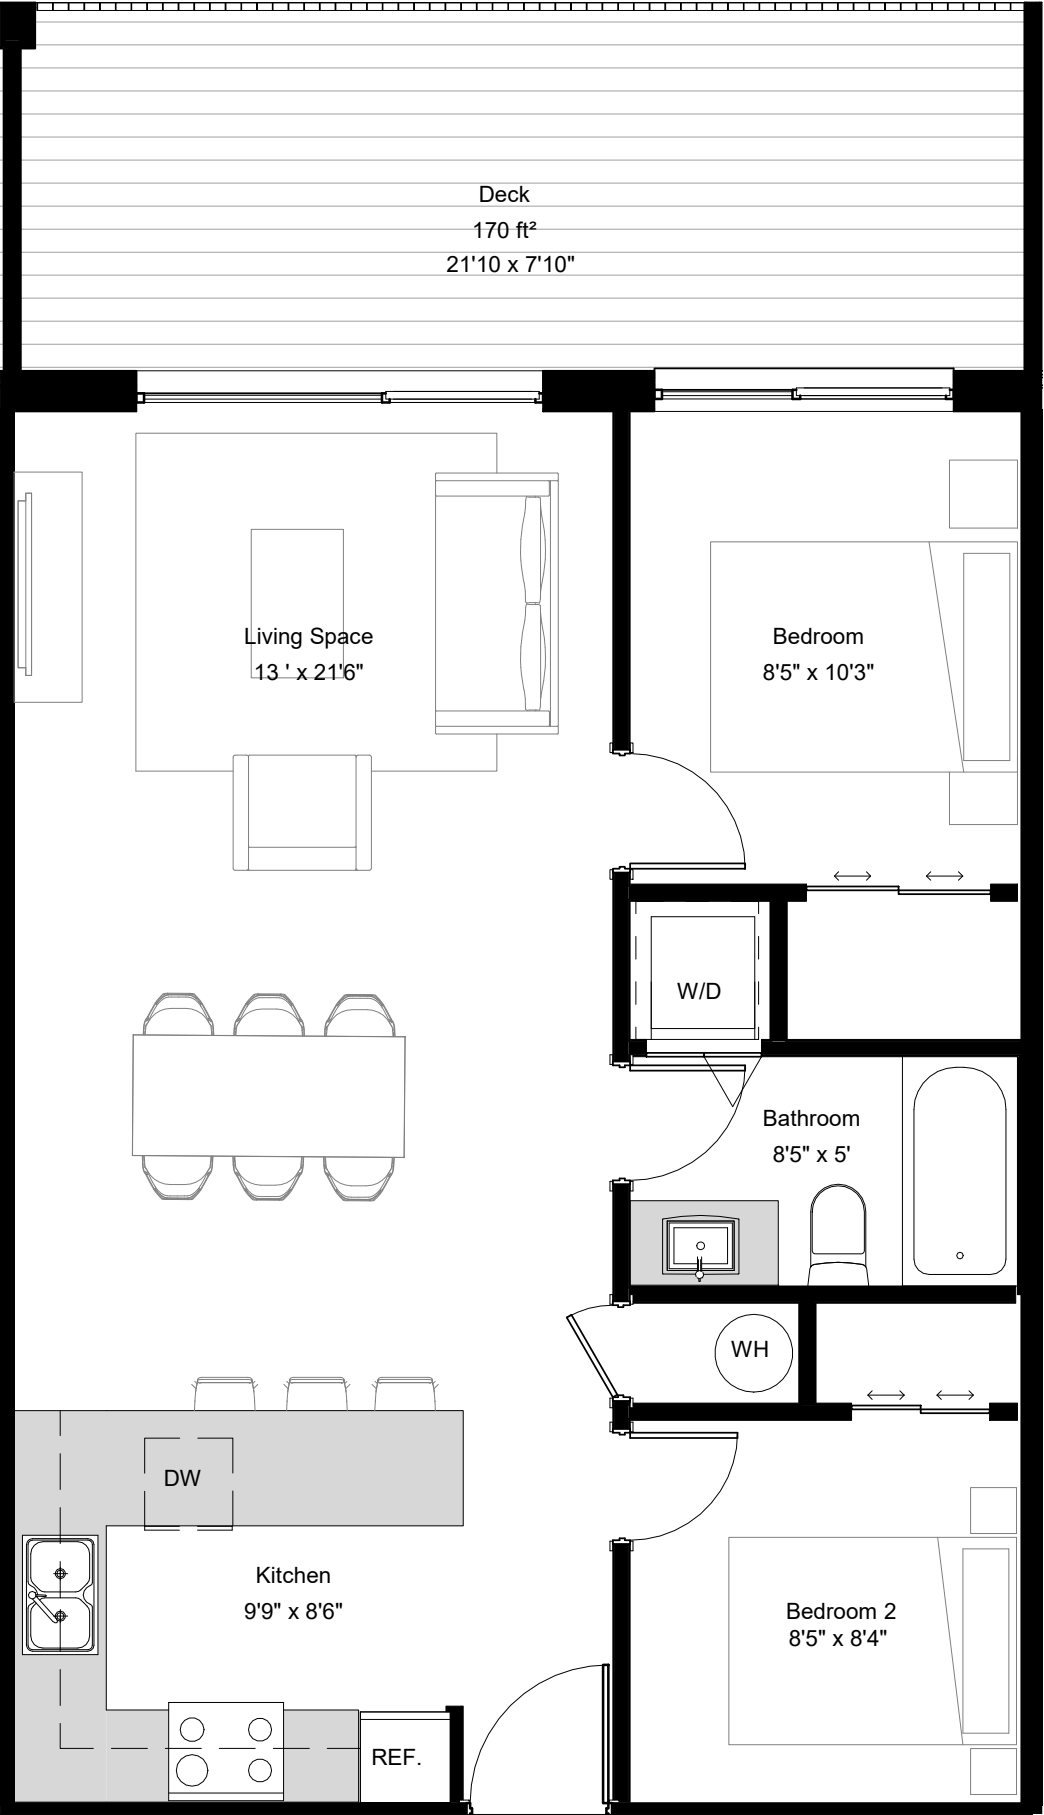 Deck
170 ft²
21'10 x 7'10"
Living Space
13 ' x 21'6"
Bedroom
8'5" x 10'3"
W/D
Bathroom
8'5" x 5'
WH
DW
Kitchen
9'9" x 8'6"
Bedroom 2
8'5" x 8'4"
REF.